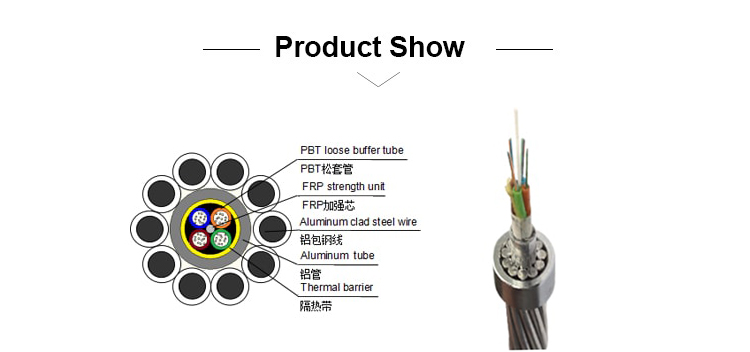 Product Show
PBT loose buffer tube
PBT松套管
FRP strength unit
FRP加强芯
Aluminum clad steel wire
铝包钢线
Aluminum tube
铝管
Thermal barrier
隔热带